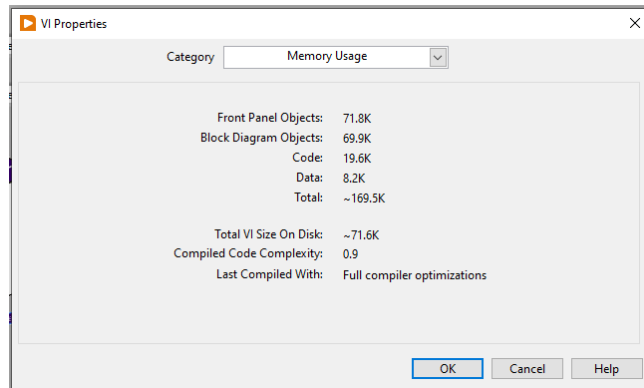 VI Properties
Category Memory Usage
Front Panel Objects: 71.8K
Block Diagram Objects: 69.9K
Code: 19.6K
Data: 8.2K
Total: ~169.5K
Total VI Size On Disk: ~71.6K
Compiled Code Complexity: 0.9
Last Compiled With: Full compiler optimizations
OK Cancel Help